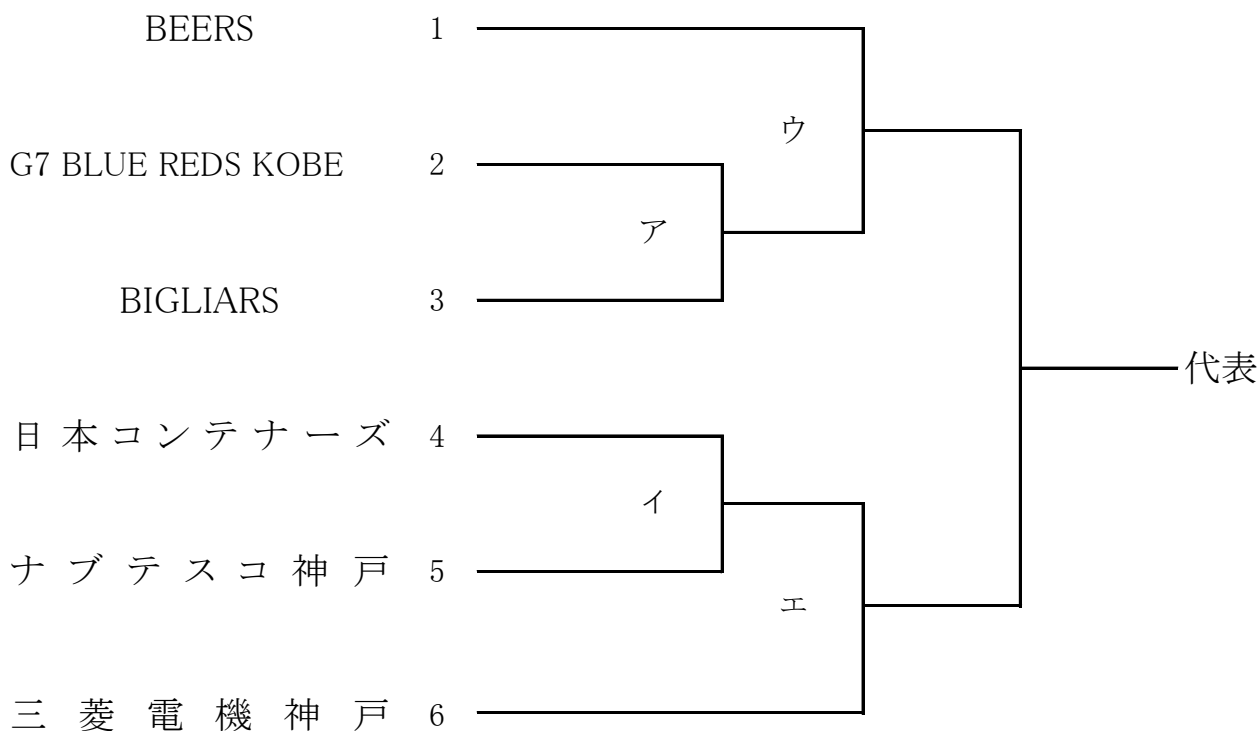 BEERS 1
ウ
G7 BLUE REDS KOBE 2
ア
BIGLIARS 3
代表
日本コンテナーズ 4
イ
ナブテスコ神戸 5
エ
三菱電機神戸 6